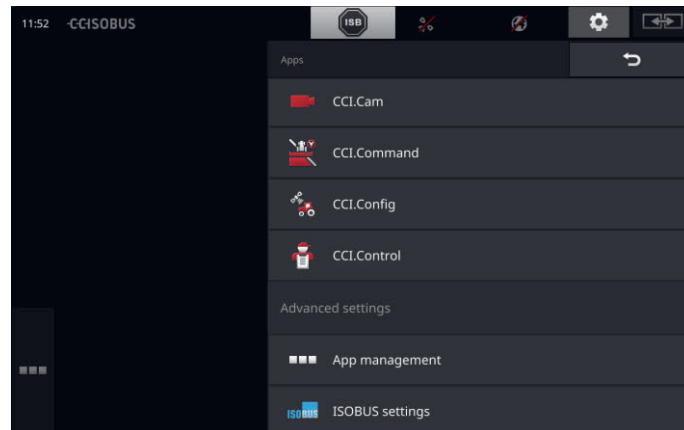 11:52 CCISOBUS ISB
Apps
CCI.Cam
CCI.Command
CCI.Config
CCI.Control
Advanced settings
App management
ISOBUS ISOBUS settings